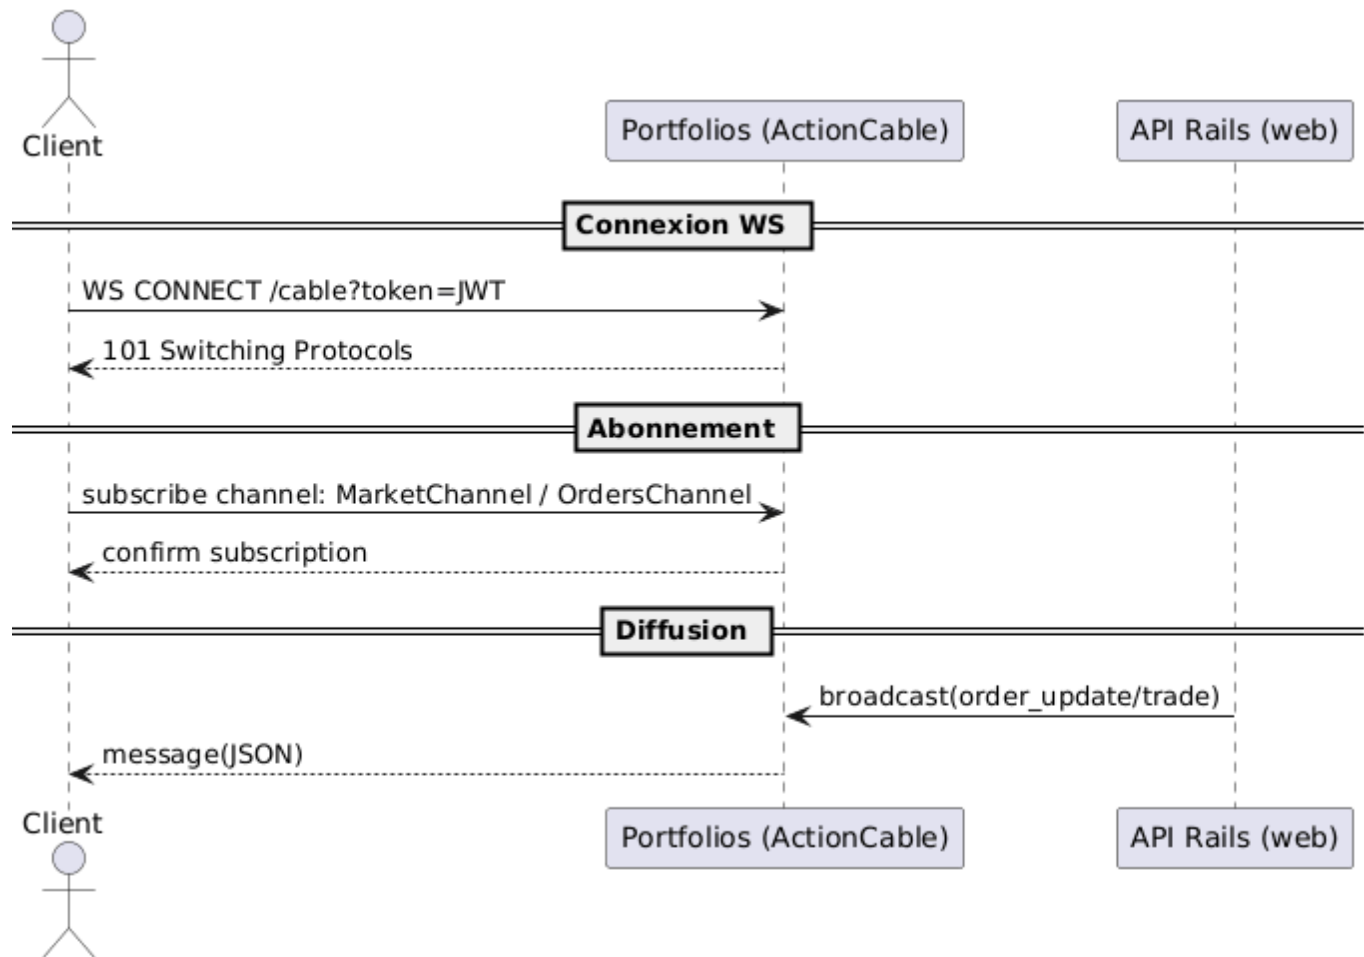 Client
Portfolios (ActionCable)
API Rails (web)
Connexion WS
WS CONNECT /cable?token=JWT
101 Switching Protocols
Abonnement
subscribe channel: MarketChannel / OrdersChannel
confirm subscription
Diffusion
broadcast(order_update/trade)
message(JSON)
Client
Portfolios (ActionCable)
API Rails (web)